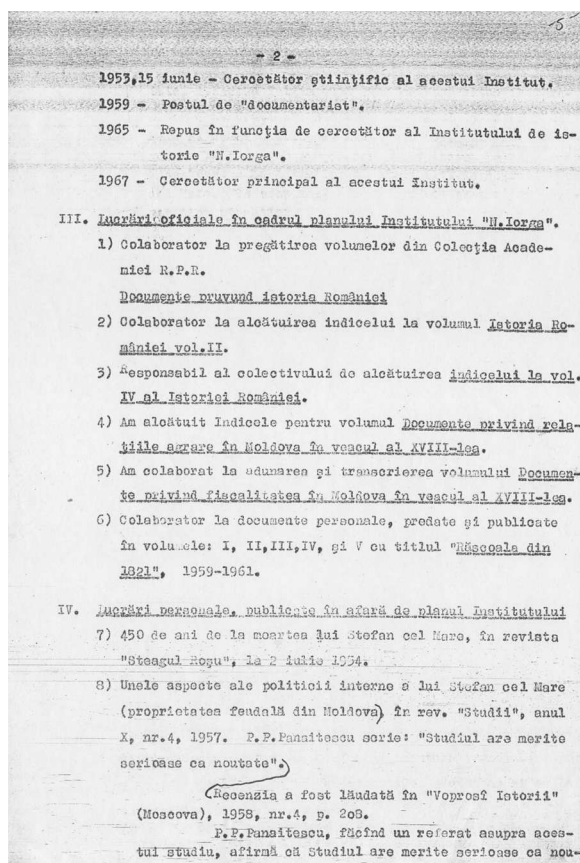 5
- 2 -
1953,15 iunie - Cercetător ştiinţific al acestui Institut.
1959 - Postul de "documentarist".
1965 - Repus în funcţia de cercetător al Institutului de is-
torie "N.Iorga".
1967 - Cercetător principal al acestui Institut.
III. Lucrări oficiale în cadrul planului Institutului "N.Iorga".
1) Colaborator la pregătirea volumelor din Colecţia Acade-
miei R.P.R.
Documente pruvund istoria României
2) Colaborator la alcătuirea indicelui la volumul Istoria Ro-
mâniei vol.II.
3) Responsabil al colectivului de alcătuirea indicelui la vol.
IV al Istoriei României.
4) Am alcătuit Indicele pentru volumul Documente privind rela-
ţiile agrare în Moldova în veacul al XVIII-lea.
5) Am colaborat la adunarea şi transcrierea volumului Documen-
te privind fiscalitatea în Moldova în veacul al XVIII-lea.
6) Colaborator la documente personale, predate şi publicate
în volumele: I, II,III,IV, şi V cu titlul "Răscoala din
1821", 1959-1961.
IV. Lucrări personale, publicate în afară de planul Institutului
7) 450 de ani de la moartea lui Stefan cel Mare, în revista
"Steagul Roşu", la 2 iulie 1954.
8) Unele aspecte ale politicii interne a lui Stefan cel Mare
(proprietatea feudală din Moldova), în rev. "Studii", anul
X, nr.4, 1957. P.P.Panaitescu scrie: "Studiul are merite
serioase ca noutate".)
Recenzia a fost lăudată în "Voprosî Istorii"
(Moscova), 1958, nr.4, p. 208.
P.P.Panaitescu, făcînd un referat asupra aces-
tui studiu, afirmă că Studiul are merite serioase ca nou-